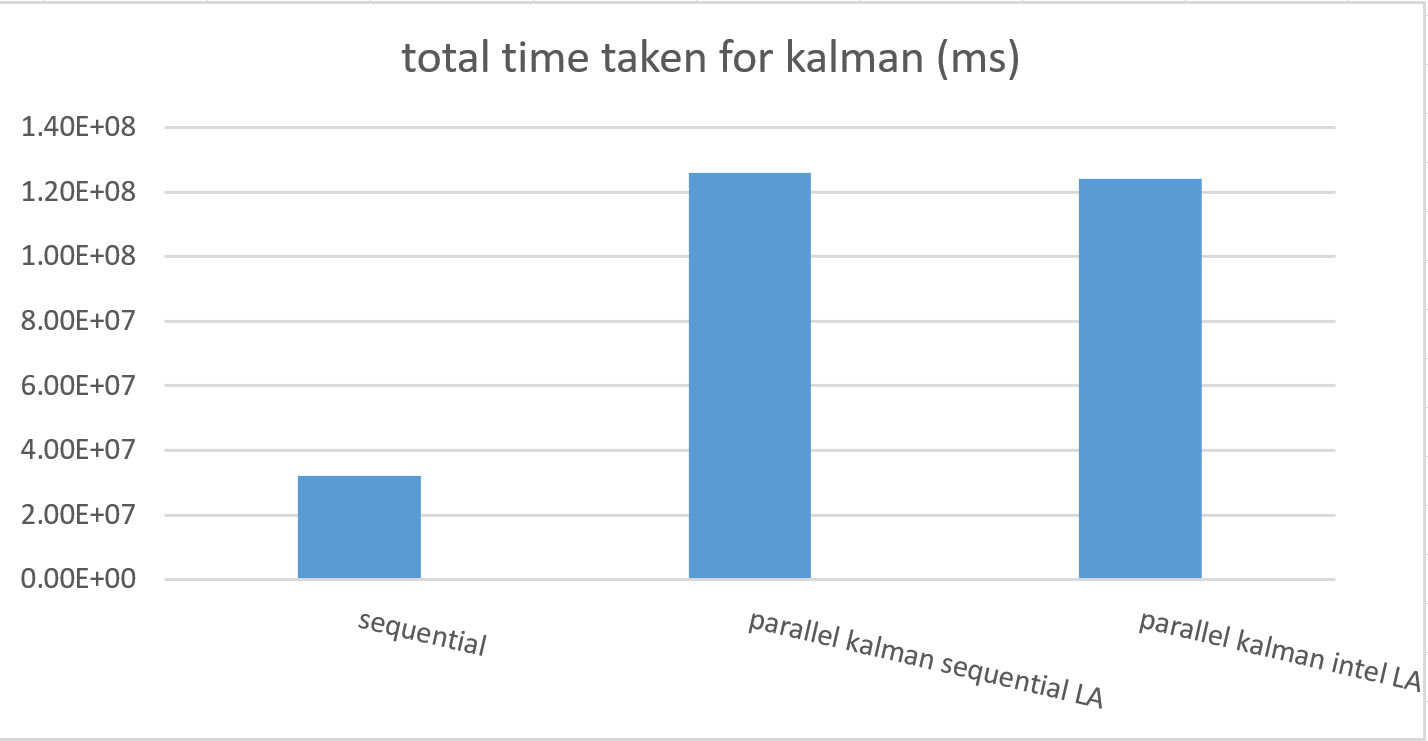 total time taken for kalman (ms)
1.40E+08
1.20E+08
1.00E+08
8.00E+07
6.00E+07
4.00E+07
2.00E+07
0.00E+00
sequential
parallel kalman sequential LA
parallel kalman intel LA